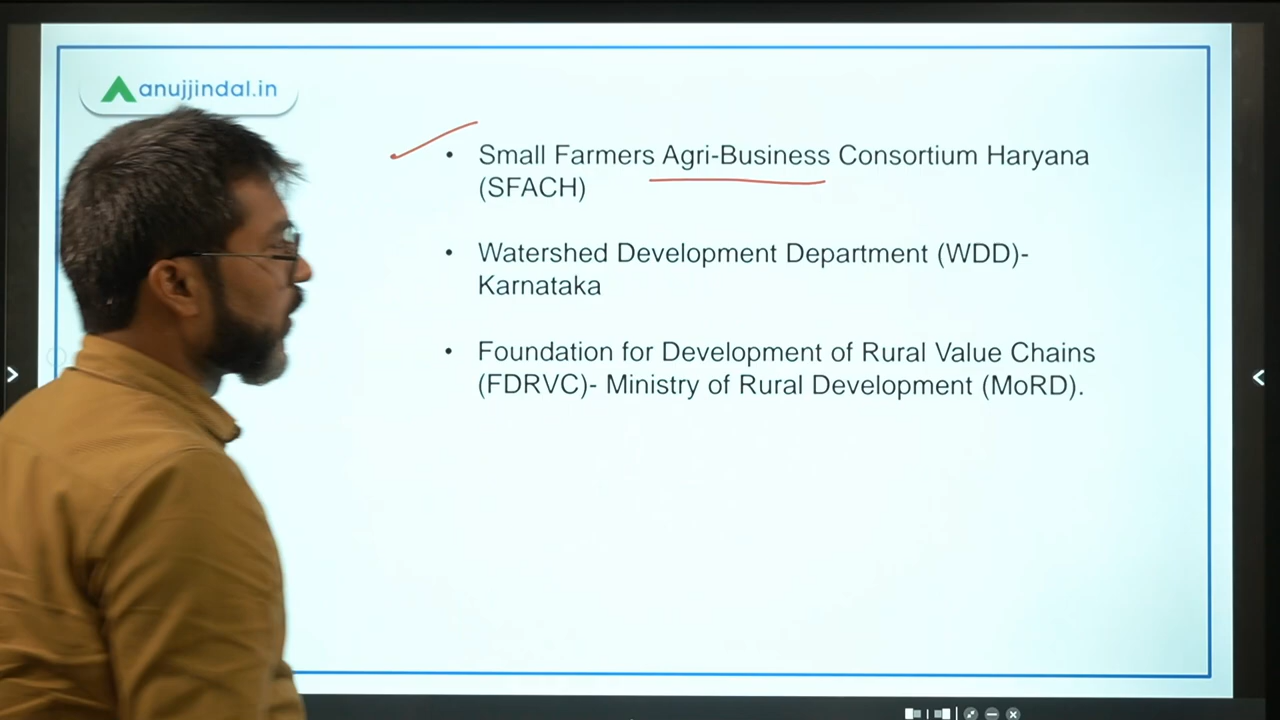 anujjindal.in
• Small Farmers Agri-Business Consortium Haryana
(SFACH)
• Watershed Development Department (WDD)-
Karnataka
• Foundation for Development of Rural Value Chains
(FDRVC)- Ministry of Rural Development (MoRD).